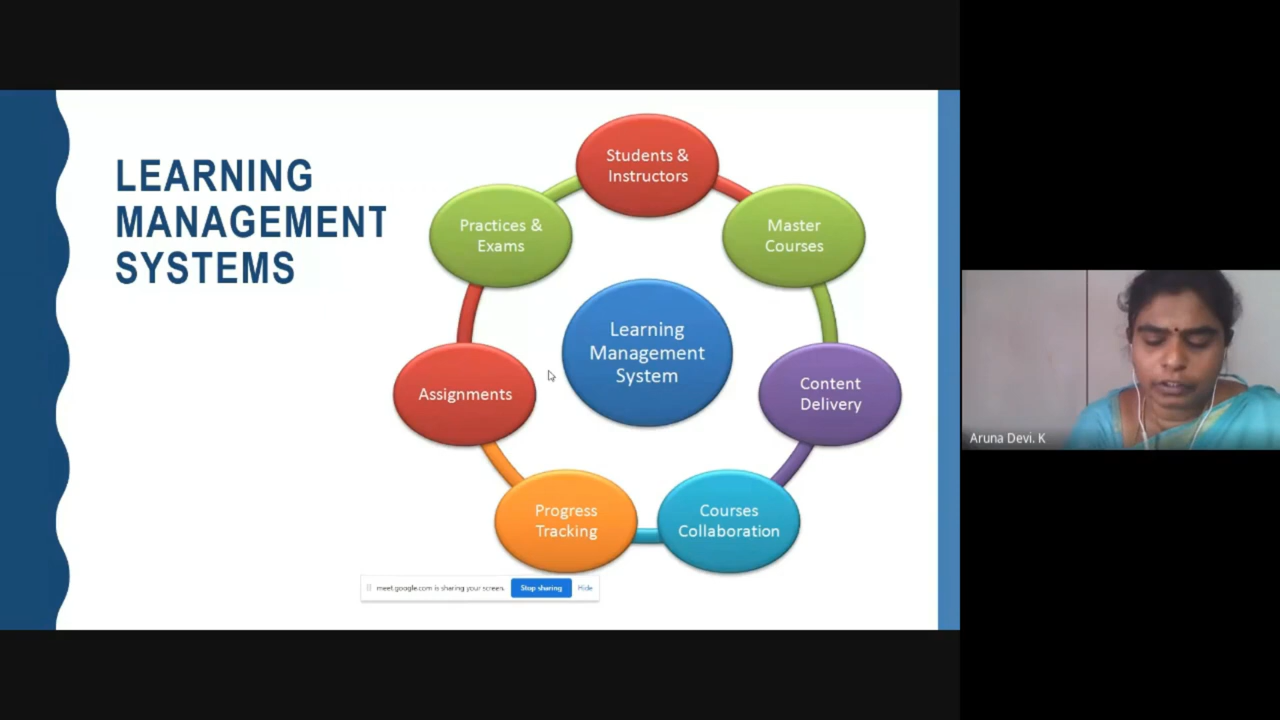 LEARNING
MANAGEMENT
SYSTEMS
Students &
Instructors
Master
Courses
Content
Delivery
Courses
Collaboration
Progress
Tracking
Assignments
Practices &
Exams
Learning
Management
System
meet.google.com is sharing your screen.
Stop sharing
Hide
Aruna Devi. K